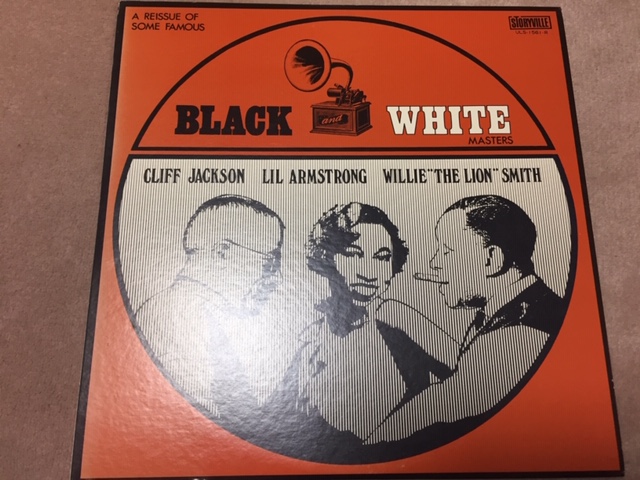 A REISSUE OF
SOME FAMOUS
STORYVILLE
BLACK and WHITE
MASTERS
CLIFF JACKSON LIL ARMSTRONG WILLIE "THE LION" SMITH